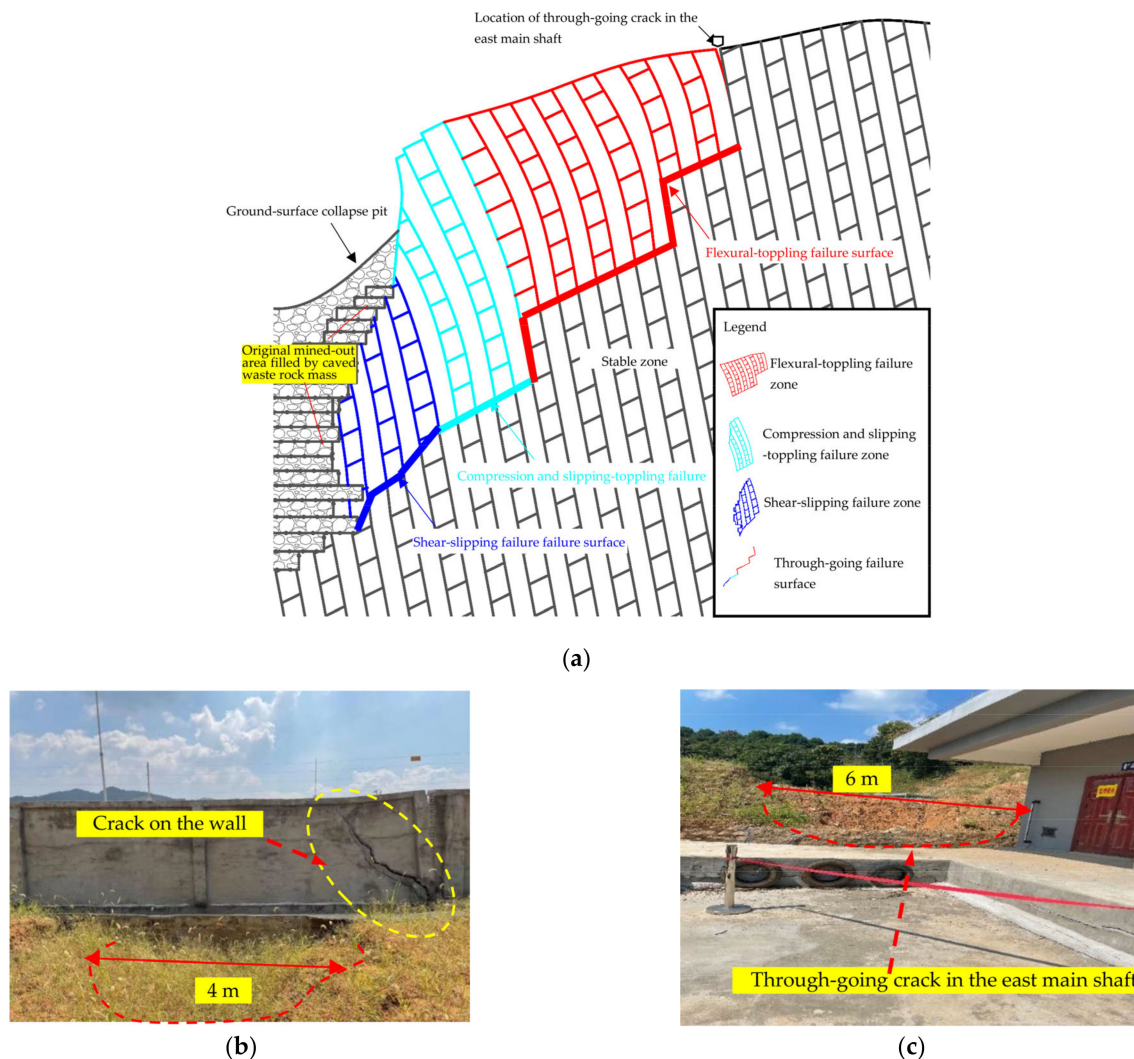 Location of through-going crack in the
east main shaft
Ground-surface collapse pit
Flexural-toppling failure surface
Original mined-out
area filled by caved
waste rock mass
Stable zone
Compression and slipping-toppling failure
Shear-slipping failure failure surface
Legend
Flexural-toppling failure
zone
Compression and slipping
-toppling failure zone
Shear-slipping failure zone
Through-going failure
surface
(a)
Crack on the wall
4 m
(b)
6 m
Through-going crack in the east main shaft
(c)